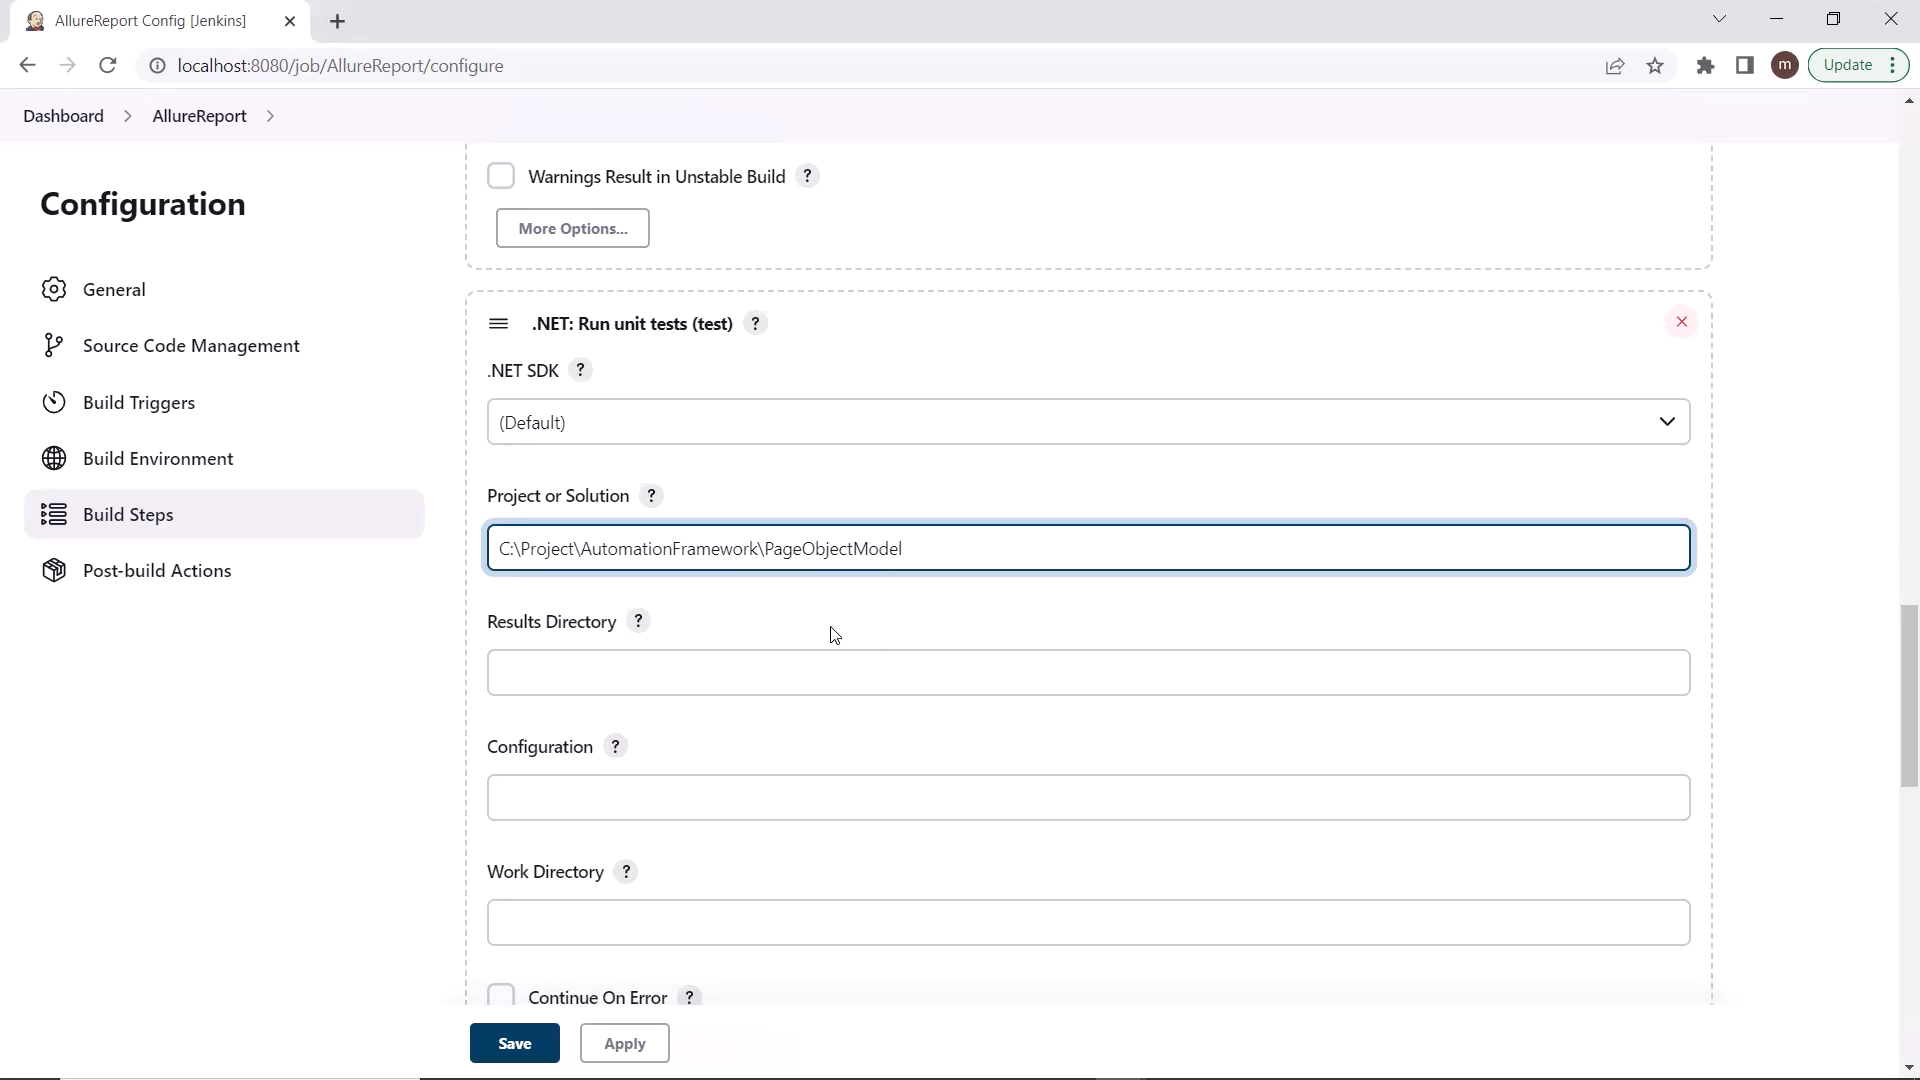 AllureReport Config [Jenkins]
localhost:8080/job/AllureReport/configure
m
Update
Dashboard
AllureReport
Configuration
General
Source Code Management
Build Triggers
Build Environment
Build Steps
Post-build Actions
Warnings Result in Unstable Build ?
More Options...
.NET: Run unit tests (test) ?
.NET SDK ?
(Default)
Project or Solution ?
C:\Project\AutomationFramework\PageObjectModel
Results Directory ?
Configuration ?
Work Directory ?
Continue On Error ?
Save
Apply